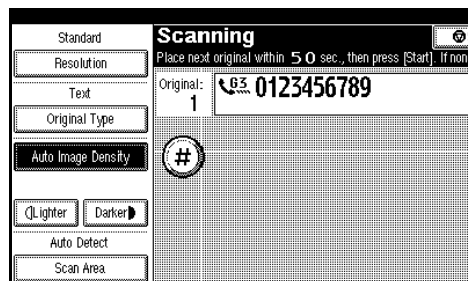 Standard
Resolution
Text
Original Type
Auto Image Density
Lighter Darker
Auto Detect
Scan Area
Scanning
Place next original within 50 sec., then press [Start]. If non
Original:
1
G3 0123456789
#